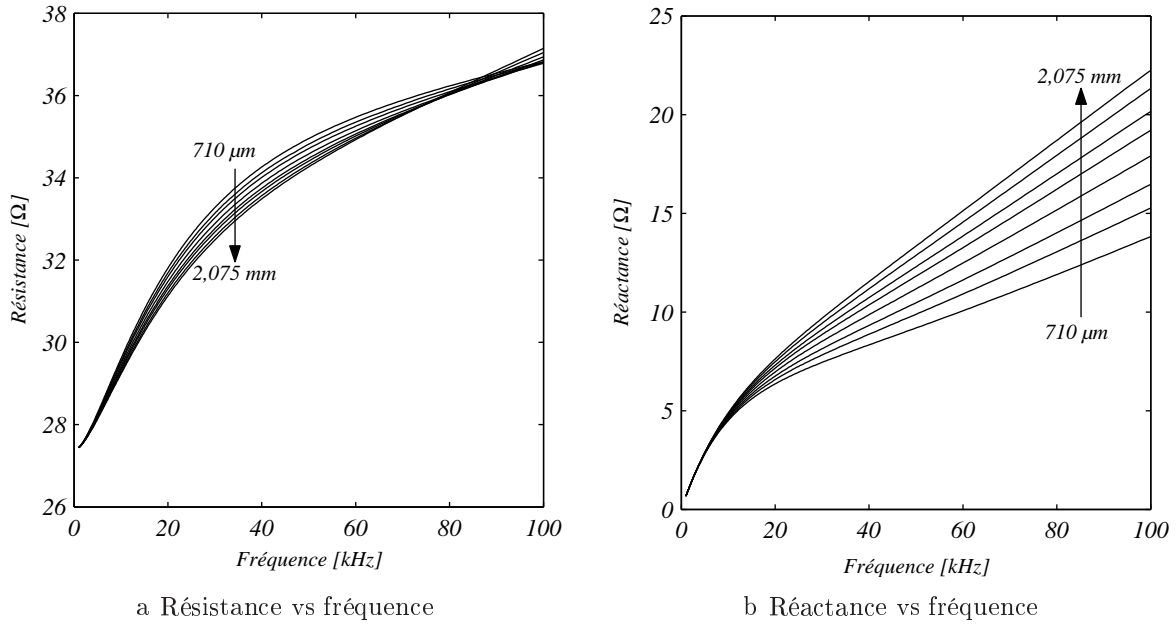 38
36
34
32
30
28
26
Résistance [Ω]
710 µm
2,075 mm
0
20
40
60
80
100
Fréquence [kHz]
a Résistance vs fréquence
25
20
15
10
5
0
Réactance [Ω]
2,075 mm
710 µm
0
20
40
60
80
100
Fréquence [kHz]
b Réactance vs fréquence